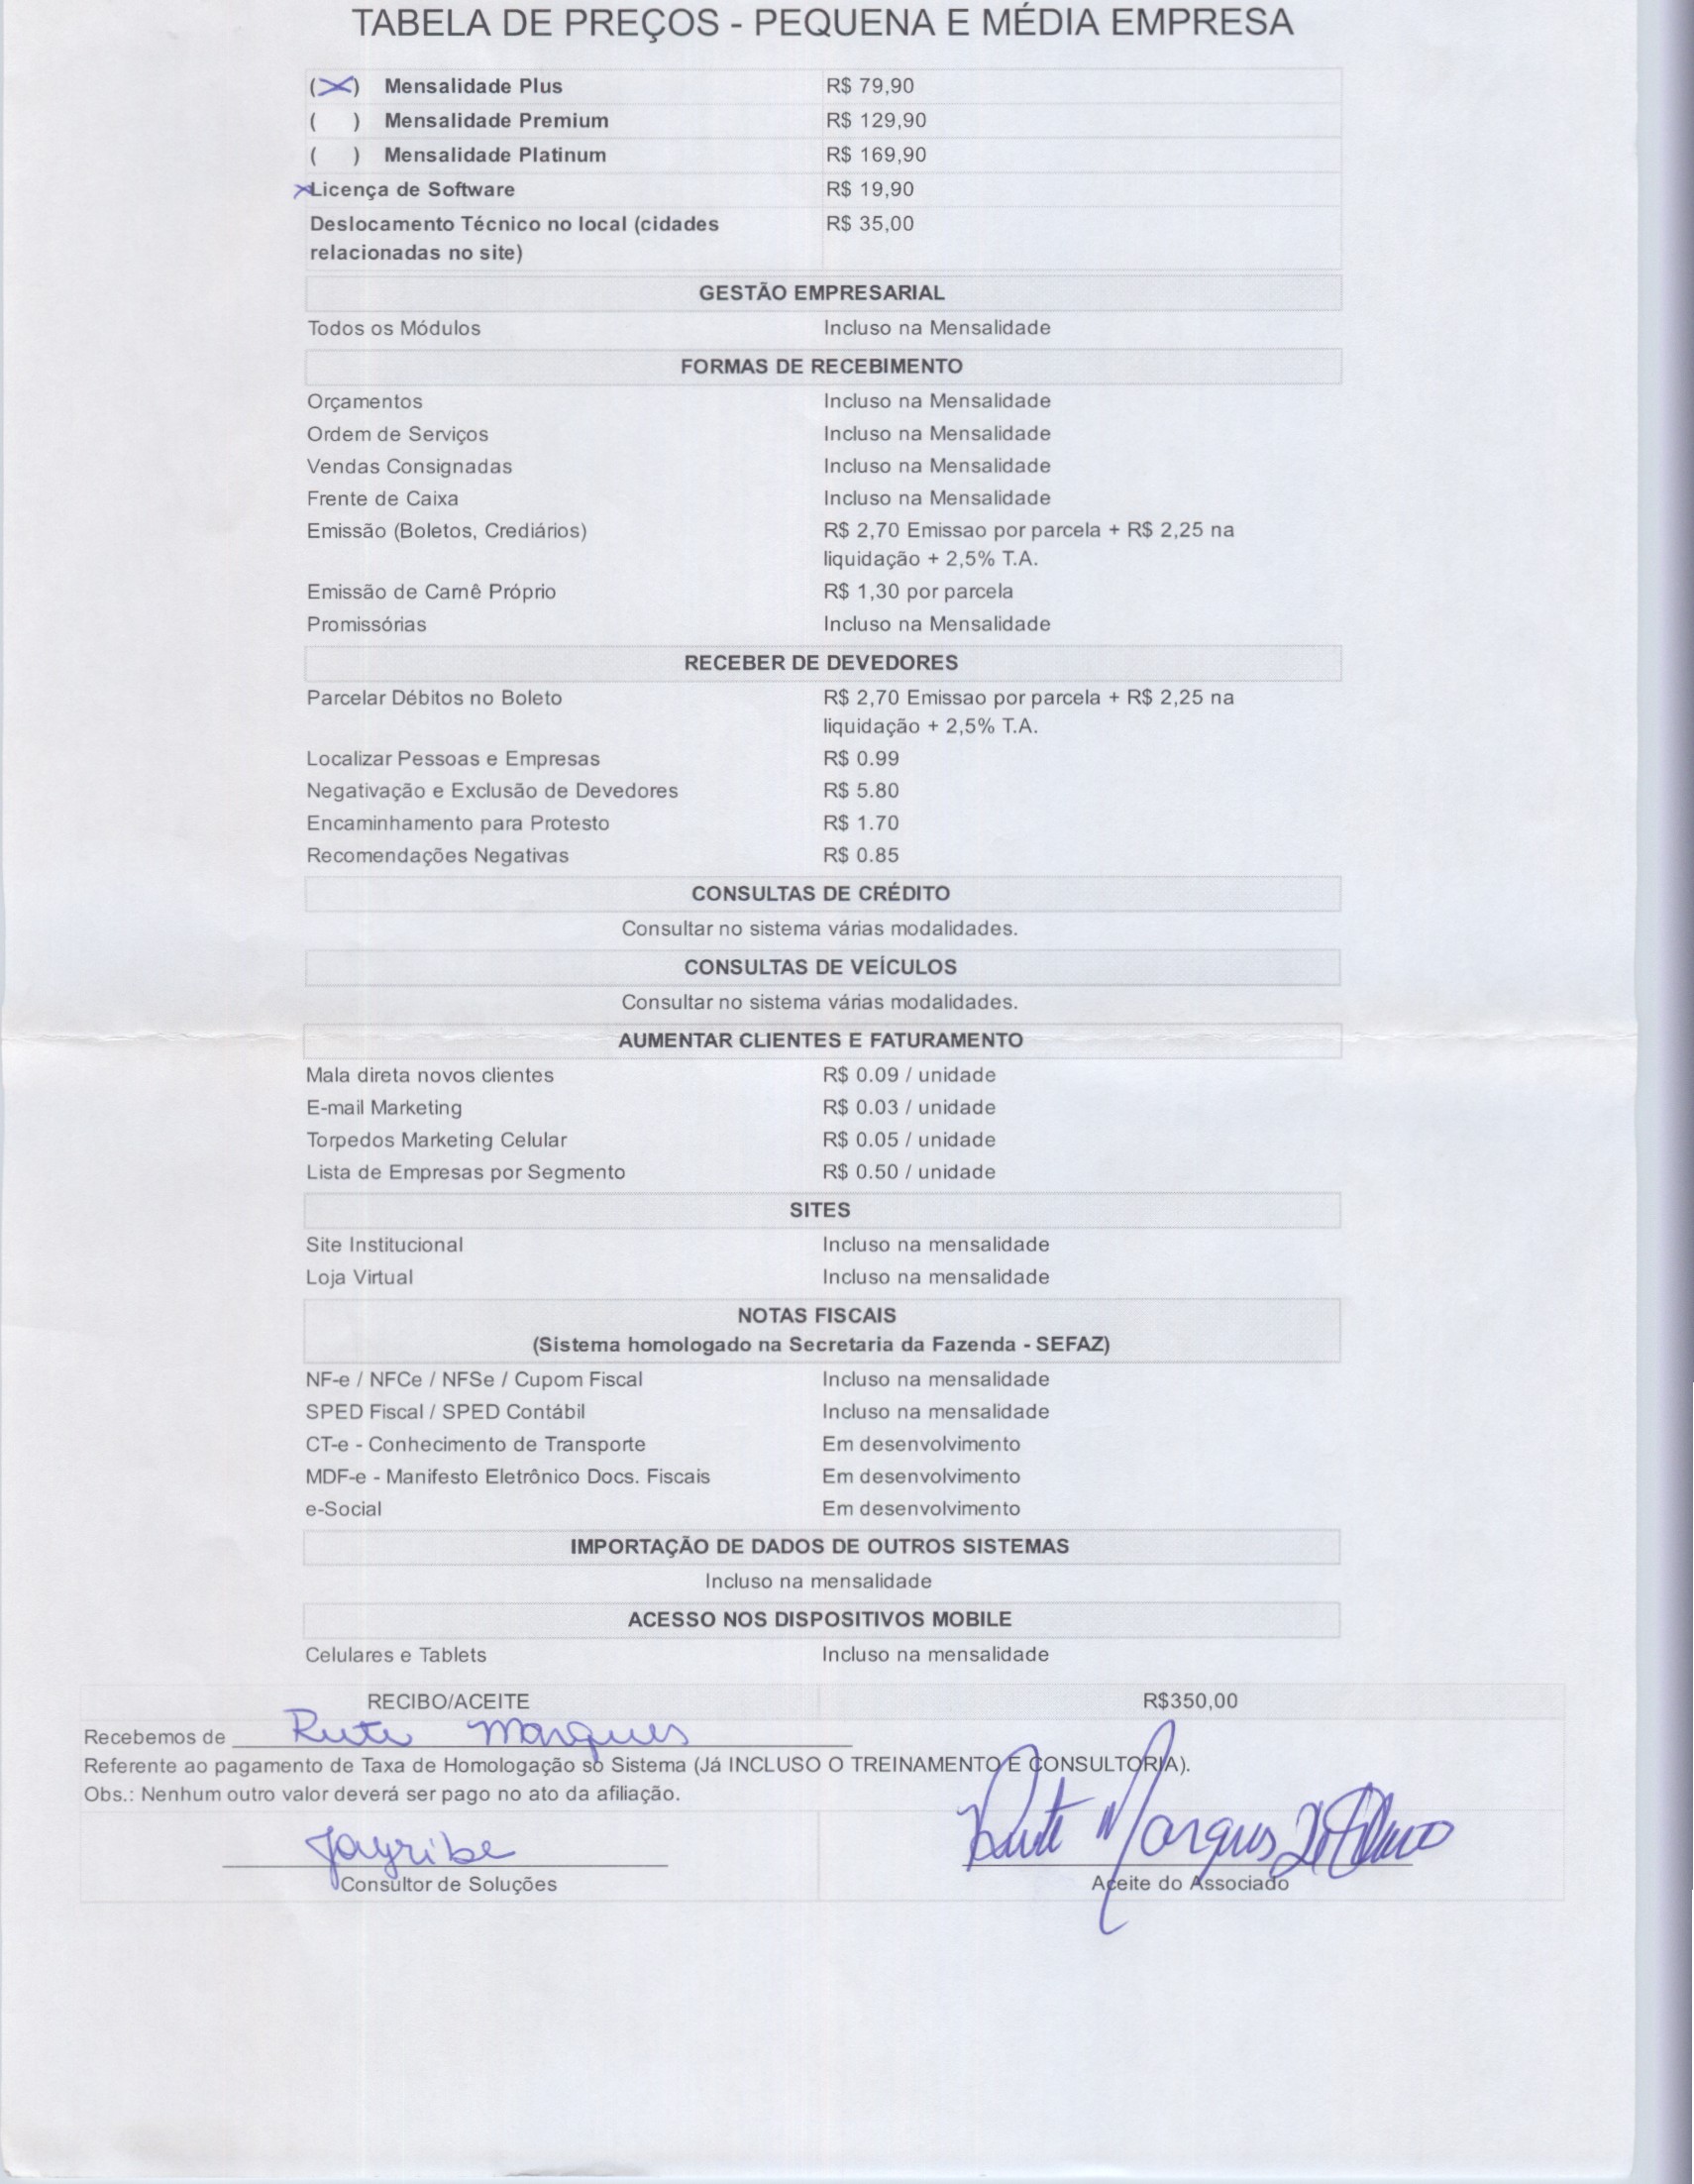 TABELA DE PREÇOS - PEQUENA E MÉDIA EMPRESA
(X) Mensalidade Plus R$ 79,90
( ) Mensalidade Premium R$ 129,90
( ) Mensalidade Platinum R$ 169,90
X Licença de Software R$ 19,90
Deslocamento Técnico no local (cidades R$ 35,00
relacionadas no site)
GESTÃO EMPRESARIAL
Todos os Módulos Incluso na Mensalidade
FORMAS DE RECEBIMENTO
Orçamentos Incluso na Mensalidade
Ordem de Serviços Incluso na Mensalidade
Vendas Consignadas Incluso na Mensalidade
Frente de Caixa Incluso na Mensalidade
Emissão (Boletos, Crediários) R$ 2,70 Emissao por parcela + R$ 2,25 na
liquidação + 2,5% T.A.
Emissão de Carnê Próprio R$ 1,30 por parcela
Promissórias Incluso na Mensalidade
RECEBER DE DEVEDORES
Parcelar Débitos no Boleto R$ 2,70 Emissao por parcela + R$ 2,25 na
liquidação + 2,5% T.A.
Localizar Pessoas e Empresas R$ 0.99
Negativação e Exclusão de Devedores R$ 5.80
Encaminhamento para Protesto R$ 1.70
Recomendações Negativas R$ 0.85
CONSULTAS DE CRÉDITO
Consultar no sistema várias modalidades.
CONSULTAS DE VEÍCULOS
Consultar no sistema várias modalidades.
AUMENTAR CLIENTES E FATURAMENTO
Mala direta novos clientes R$ 0.09 / unidade
E-mail Marketing R$ 0.03 / unidade
Torpedos Marketing Celular R$ 0.05 / unidade
Lista de Empresas por Segmento R$ 0.50 / unidade
SITES
Site Institucional Incluso na mensalidade
Loja Virtual Incluso na mensalidade
NOTAS FISCAIS
(Sistema homologado na Secretaria da Fazenda - SEFAZ)
NF-e / NFCe / NFSe / Cupom Fiscal Incluso na mensalidade
SPED Fiscal / SPED Contábil Incluso na mensalidade
CT-e - Conhecimento de Transporte Em desenvolvimento
MDF-e - Manifesto Eletrônico Docs. Fiscais Em desenvolvimento
e-Social Em desenvolvimento
IMPORTAÇÃO DE DADOS DE OUTROS SISTEMAS
Incluso na mensalidade
ACESSO NOS DISPOSITIVOS MOBILE
Celulares e Tablets Incluso na mensalidade
RECIBO/ACEITE R$350,00
Recebemos de Rute Marques
Referente ao pagamento de Taxa de Homologação so Sistema (Já INCLUSO O TREINAMENTO E CONSULTORIA).
Obs.: Nenhum outro valor deverá ser pago no ato da afiliação.
Jayribe Rute Marques
Consultor de Soluções Aceite do Associado